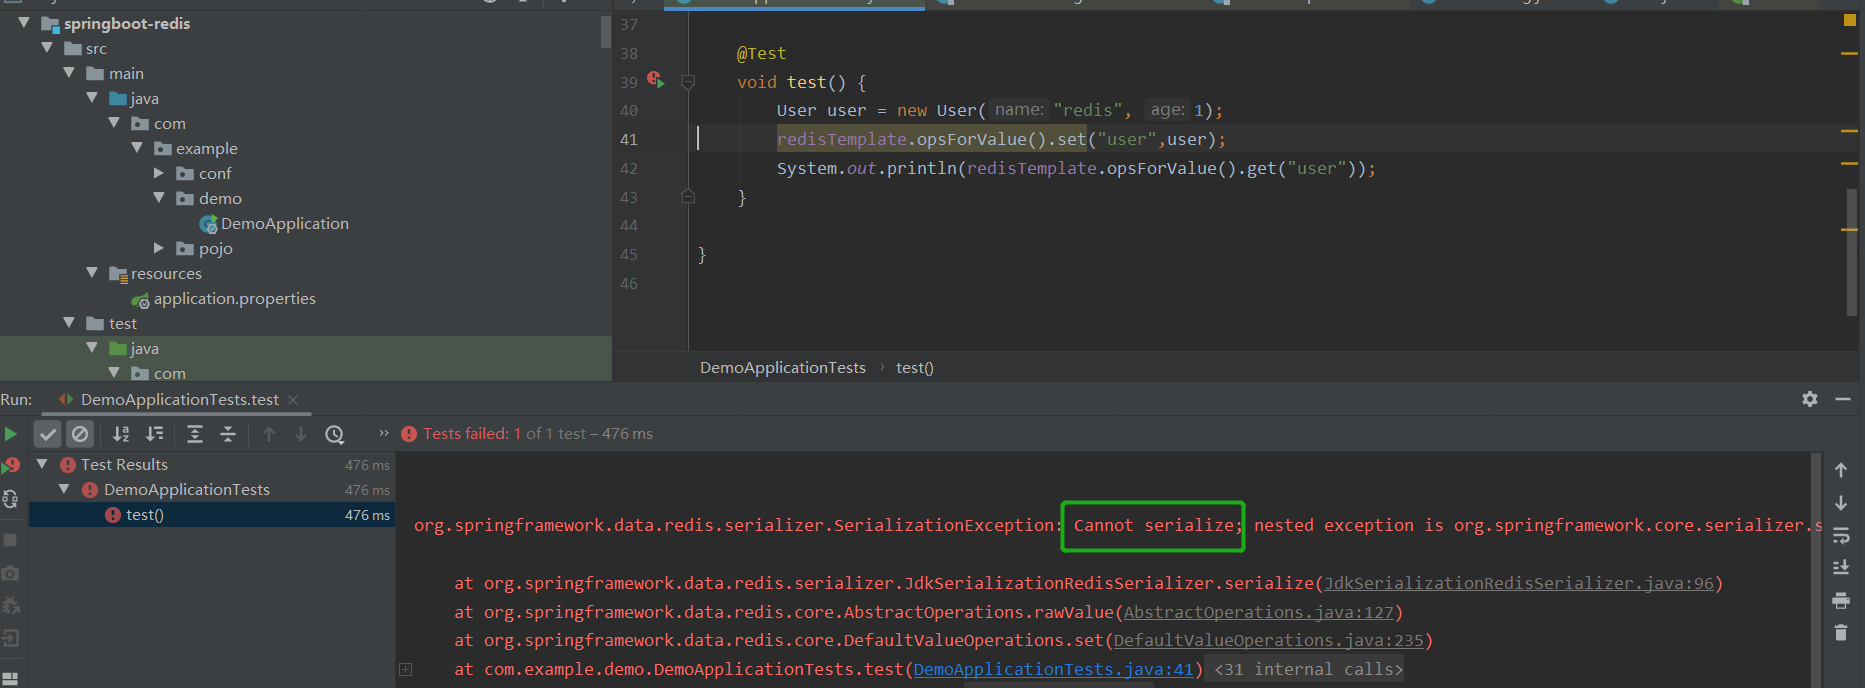 springboot-redis
src
main
java
com
example
conf
demo
DemoApplication
pojo
resources
application.properties
test
java
com
37
38 @Test
39 void test() {
40 User user = new User( name: "redis", age: 1);
41 redisTemplate.opsForValue().set("user",user);
42 System.out.println(redisTemplate.opsForValue().get("user"));
43 }
44
45 }
46
DemoApplicationTests › test()
Run: DemoApplicationTests.test
Tests failed: 1 of 1 test – 476 ms
Test Results 476 ms
DemoApplicationTests 476 ms
test() 476 ms
org.springframework.data.redis.serializer.SerializationException: Cannot serialize; nested exception is org.springframework.core.serializer.s
at org.springframework.data.redis.serializer.JdkSerializationRedisSerializer.serialize(JdkSerializationRedisSerializer.java:96)
at org.springframework.data.redis.core.AbstractOperations.rawValue(AbstractOperations.java:127)
at org.springframework.data.redis.core.DefaultValueOperations.set(DefaultValueOperations.java:235)
at com.example.demo.DemoApplicationTests.test(DemoApplicationTests.java:41) <31 internal calls>